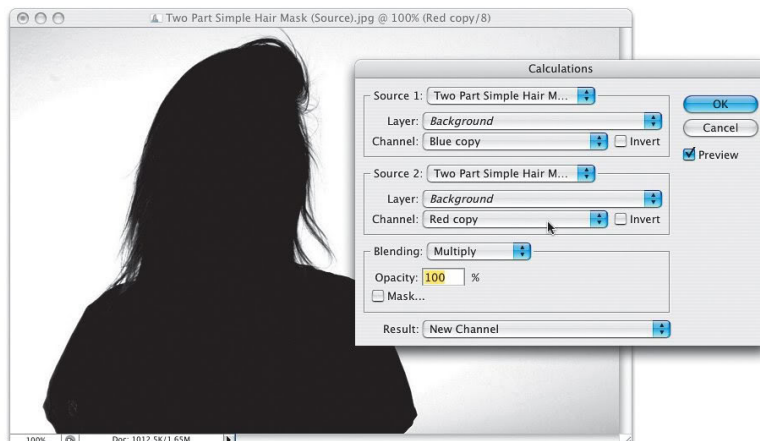 Two Part Simple Hair Mask (Source).jpg @ 100% (Red copy/8)
Calculations
Source 1: Two Part Simple Hair M...
Layer: Background
Channel: Blue copy Invert
Source 2: Two Part Simple Hair M...
Layer: Background
Channel: Red copy Invert
Blending: Multiply
Opacity: 100 %
Mask...
Result: New Channel
OK
Cancel
Preview
100% Doc: 1012.5K/1.65M